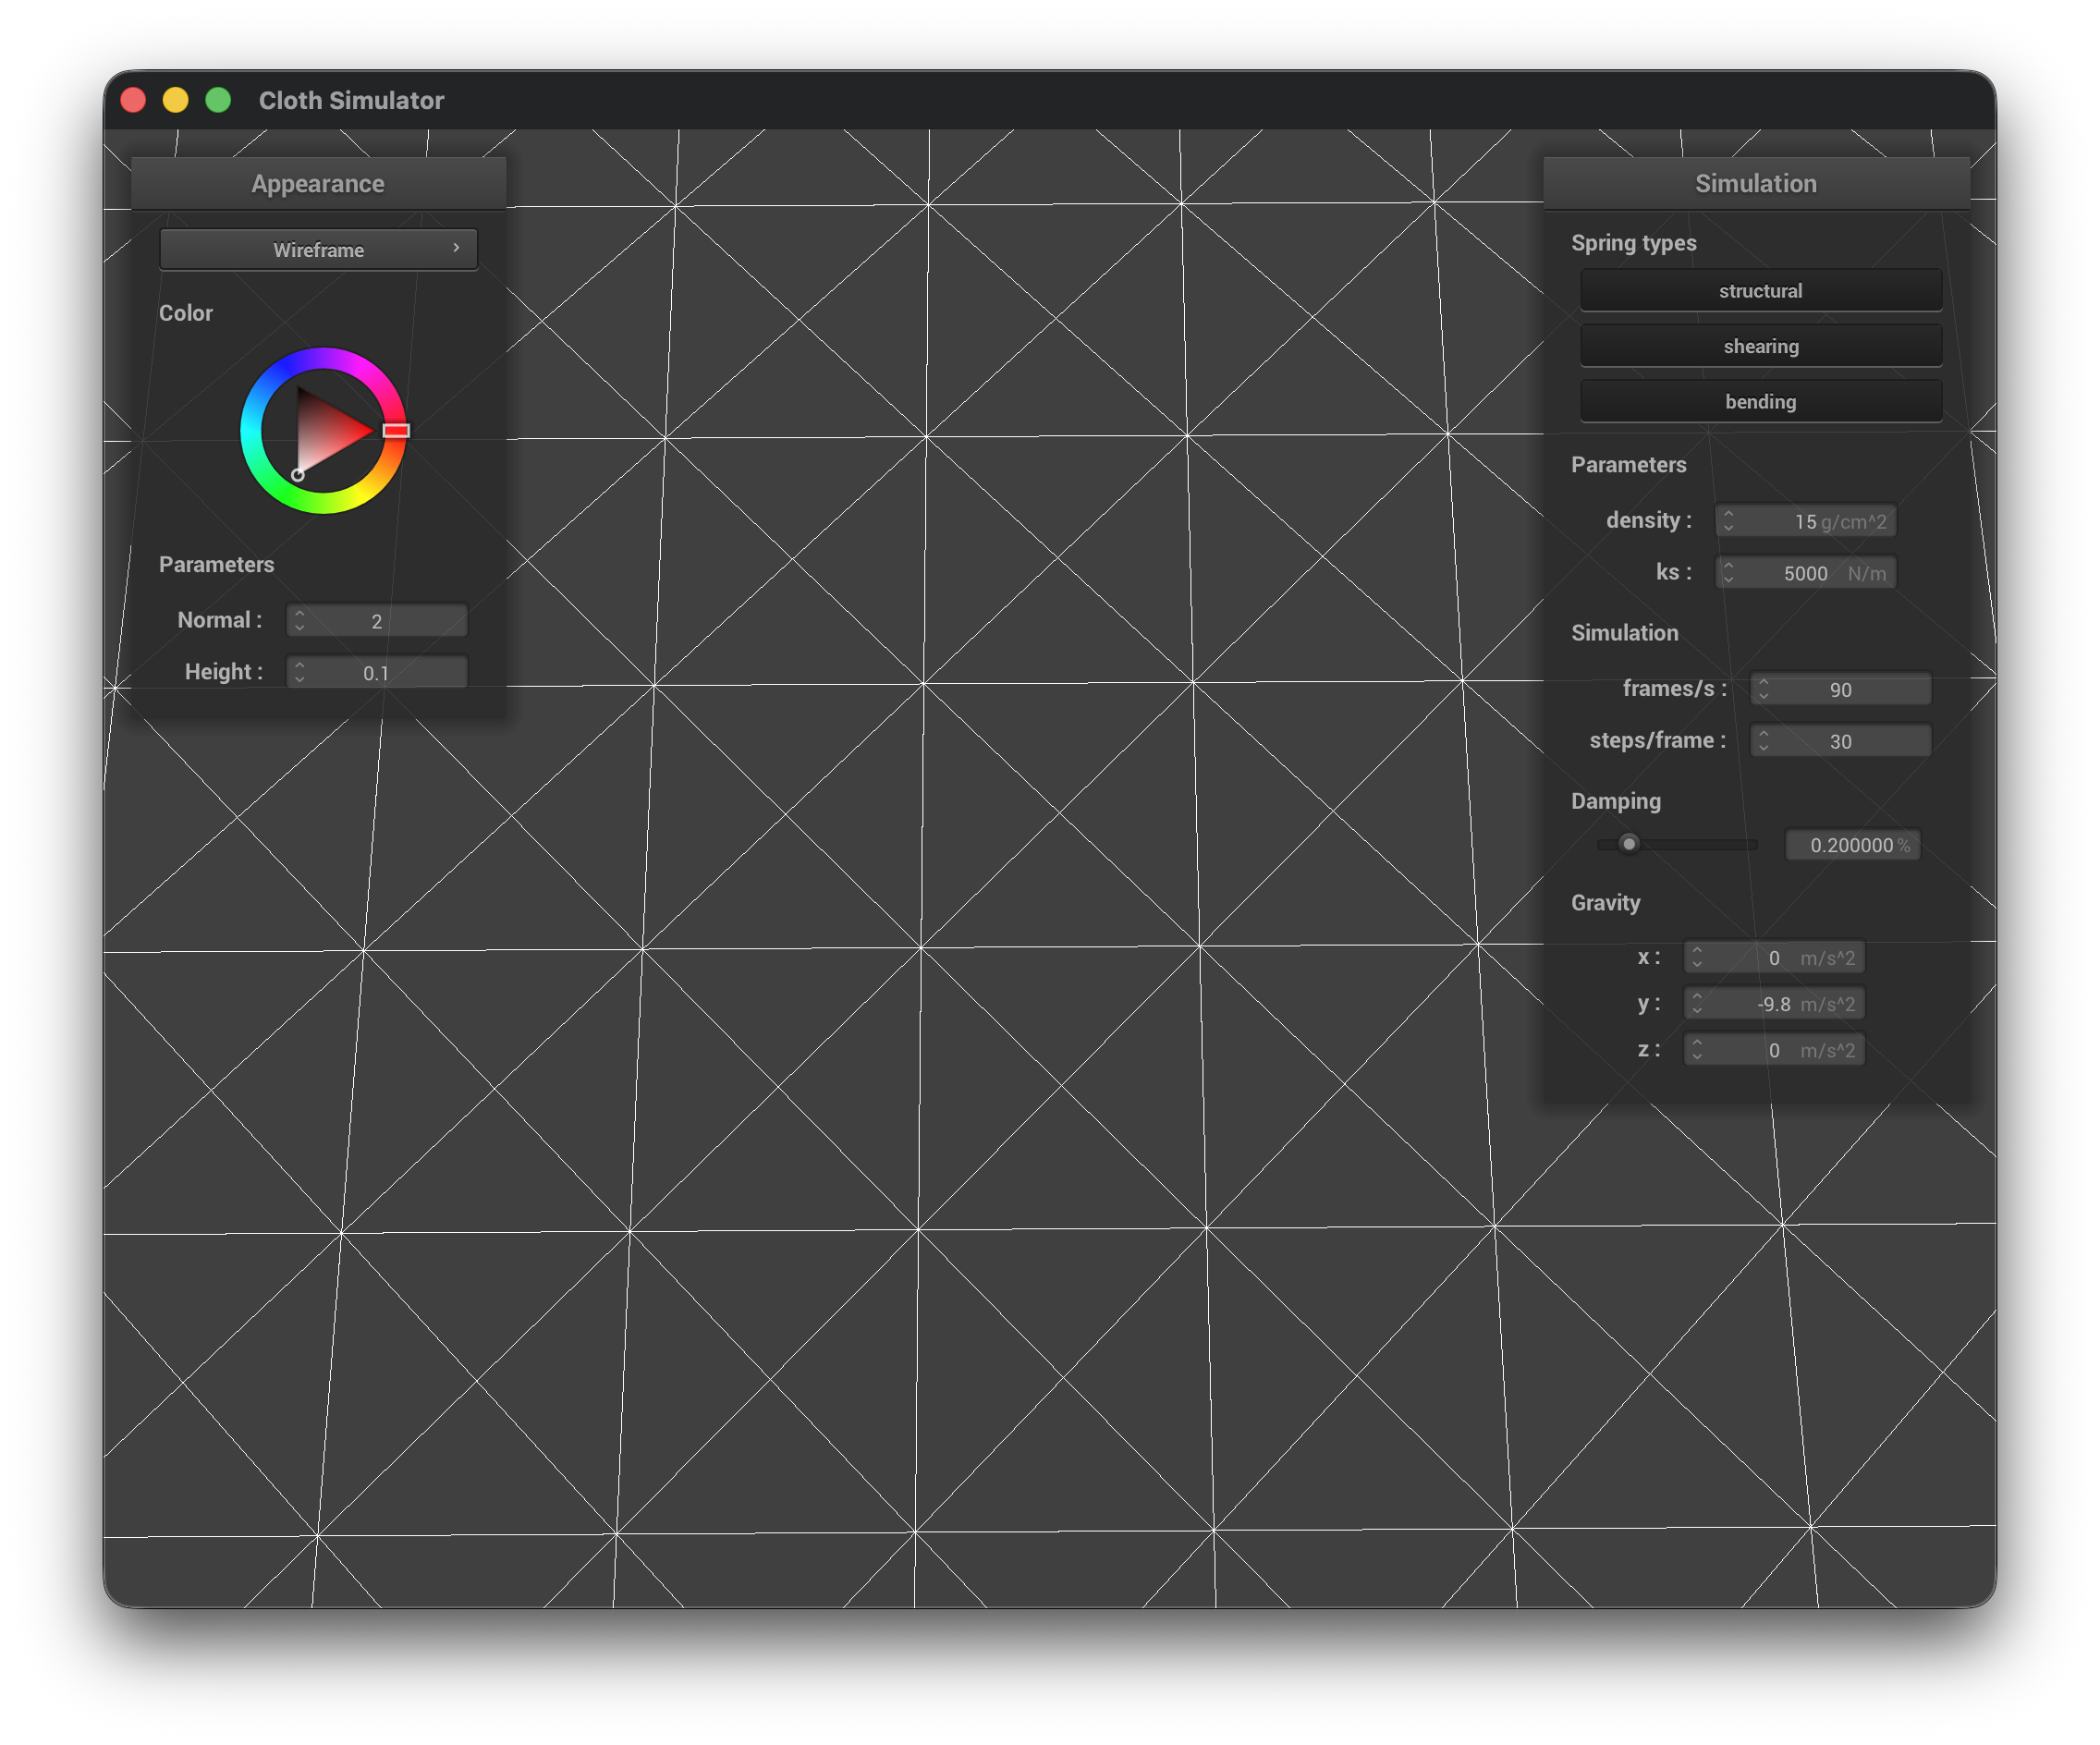 Cloth Simulator
Appearance
Wireframe
Color
Parameters
Normal : 2
Height : 0.1
Simulation
Spring types
structural
shearing
bending
Parameters
density : 15 g/cm^2
ks : 5000 N/m
Simulation
frames/s : 90
steps/frame : 30
Damping
0.200000 %
Gravity
x : 0 m/s^2
y : -9.8 m/s^2
z : 0 m/s^2